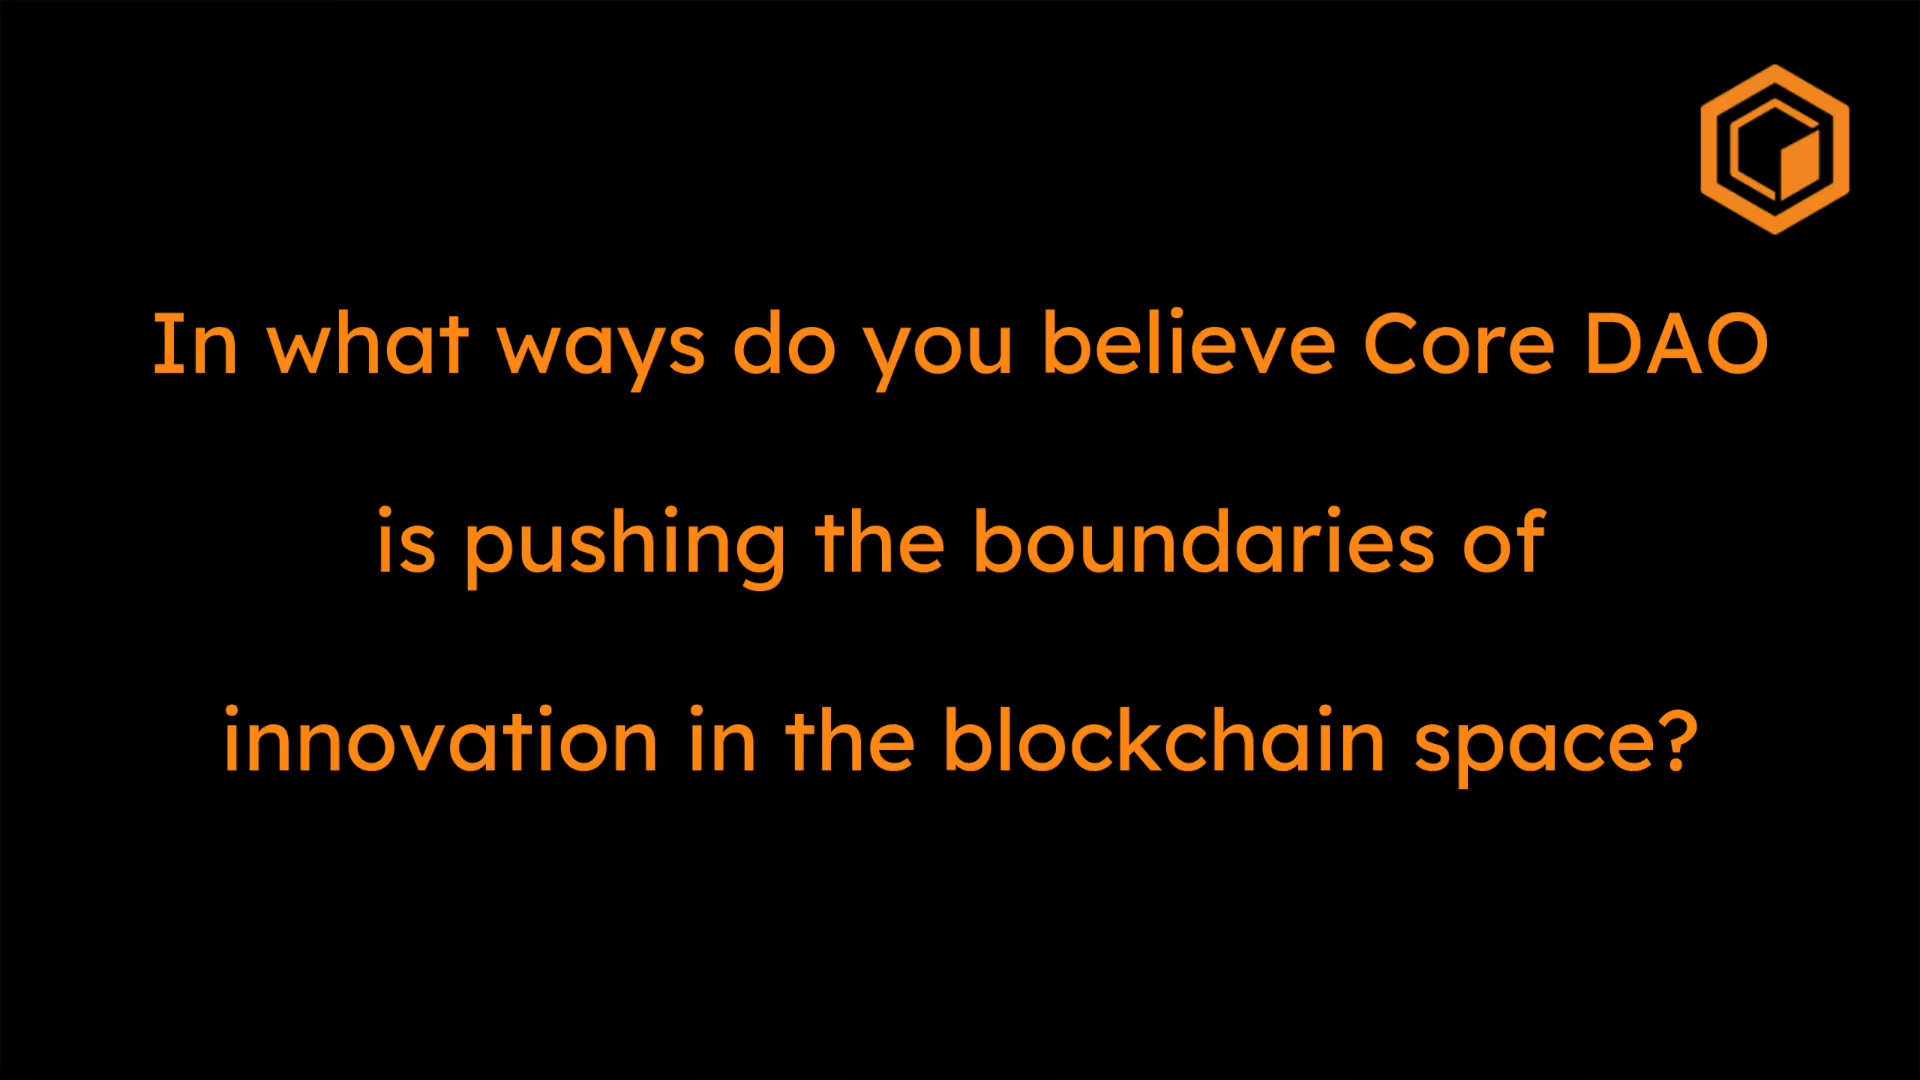 In what ways do you believe Core DAO
is pushing the boundaries of
innovation in the blockchain space?